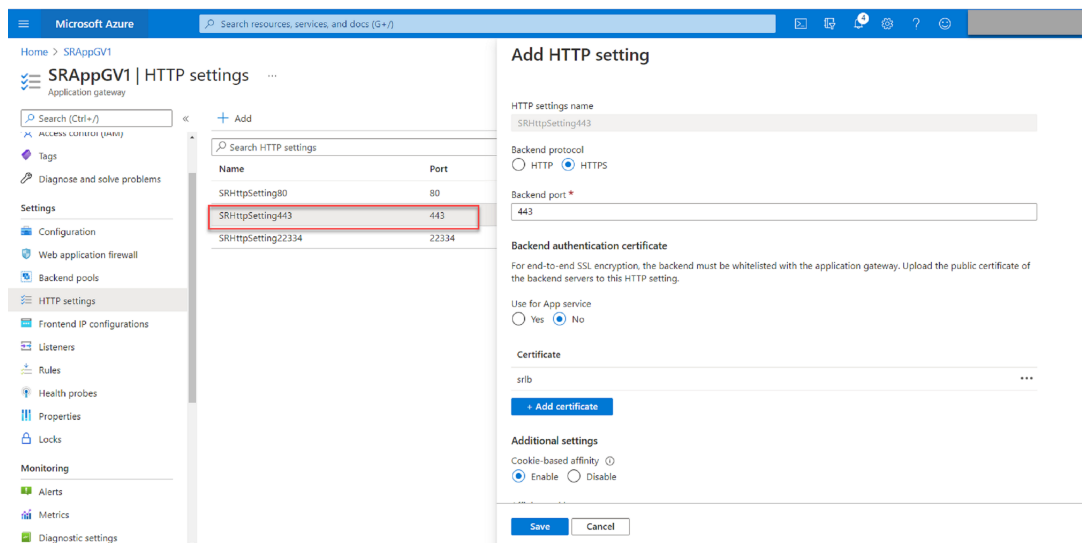 Microsoft Azure
Search resources, services, and docs (G+/)
4
Home > SRAppGV1
SRAppGV1 | HTTP settings ...
Application gateway
Search (Ctrl+/)
«
Access control (IAM)
Tags
Diagnose and solve problems
Settings
Configuration
Web application firewall
Backend pools
HTTP settings
Frontend IP configurations
Listeners
Rules
Health probes
Properties
Locks
Monitoring
Alerts
Metrics
Diagnostic settings
+ Add
Search HTTP settings
Name Port
SRHttpSetting80 80
SRHttpSetting443 443
SRHttpSetting22334 22334
Add HTTP setting
HTTP settings name
SRHttpSetting443
Backend protocol
HTTP HTTPS
Backend port *
443
Backend authentication certificate
For end-to-end SSL encryption, the backend must be whitelisted with the application gateway. Upload the public certificate of
the backend servers to this HTTP setting.
Use for App service
Yes No
Certificate
srlb ...
+ Add certificate
Additional settings
Cookie-based affinity
Enable Disable
Save Cancel